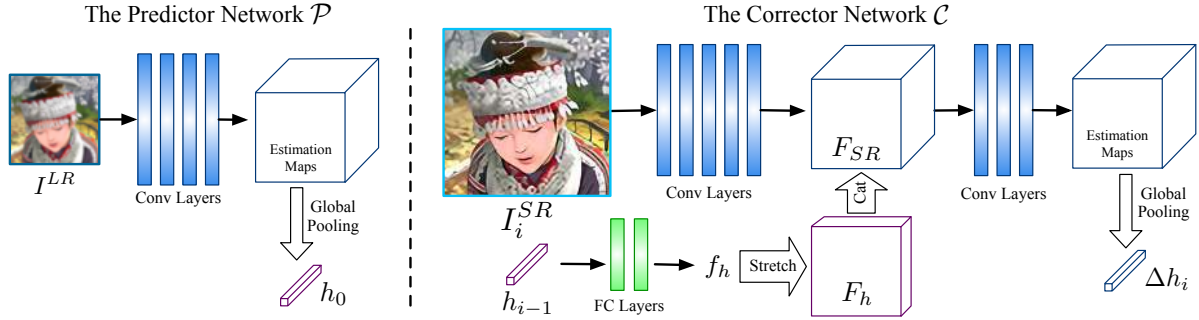 The Predictor Network 𝒫
I^{LR}
Conv Layers
Estimation
Maps
Global
Pooling
h_0
The Corrector Network 𝒞
I_i^{SR}
Conv Layers
F_{SR}
Conv Layers
Estimation
Maps
Global
Pooling
Cat
h_{i-1}
FC Layers
f_h
Stretch
F_h
Δh_i